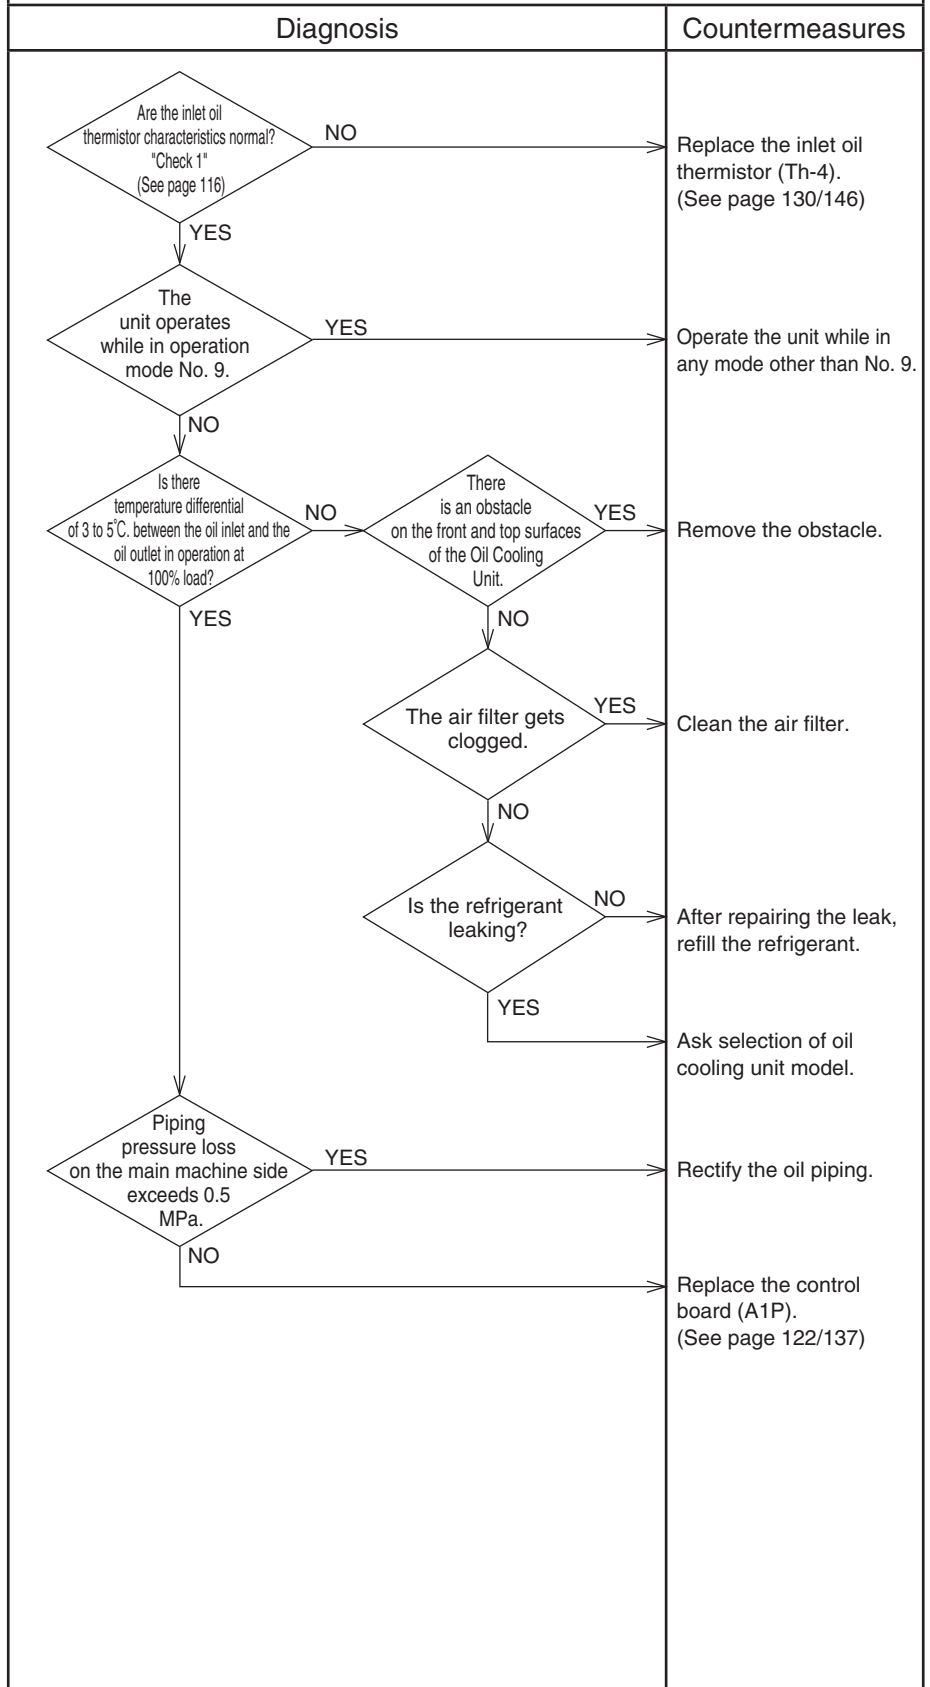 Diagnosis
Countermeasures
Are the inlet oil
thermistor characteristics normal?
"Check 1"
(See page 116)
NO
Replace the inlet oil
thermistor (Th-4).
(See page 130/146)
YES
The
unit operates
while in operation
mode No. 9.
YES
Operate the unit while in
any mode other than No. 9.
NO
Is there
temperature differential
of 3 to 5°C. between the oil inlet and the
oil outlet in operation at
100% load?
NO
There
is an obstacle
on the front and top surfaces
of the Oil Cooling
Unit.
YES
Remove the obstacle.
YES
NO
The air filter gets
clogged.
YES
Clean the air filter.
NO
Is the refrigerant
leaking?
NO
After repairing the leak,
refill the refrigerant.
YES
Ask selection of oil
cooling unit model.
Piping
pressure loss
on the main machine side
exceeds 0.5
MPa.
YES
Rectify the oil piping.
NO
Replace the control
board (A1P).
(See page 122/137)